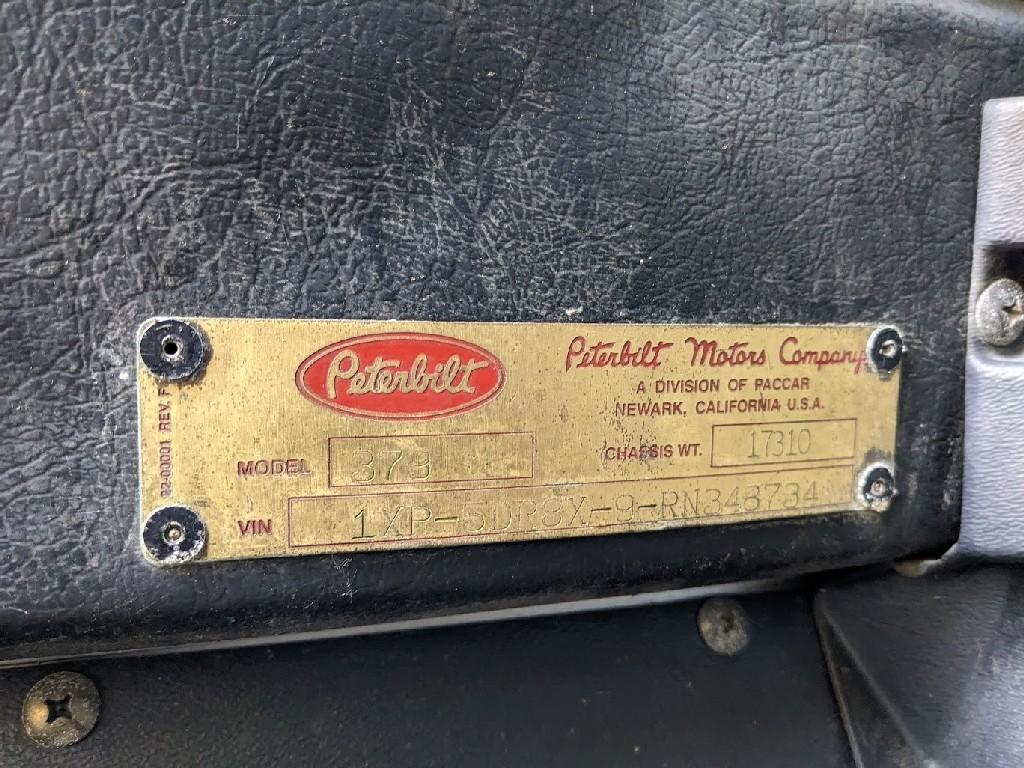 Peterbilt
Peterbilt Motors Company
A DIVISION OF PACCAR
NEWARK, CALIFORNIA U.S.A.
MODEL 379
CHASSIS WT. 17310
VIN 1XP-5DR8X-9-RN348734
REV.